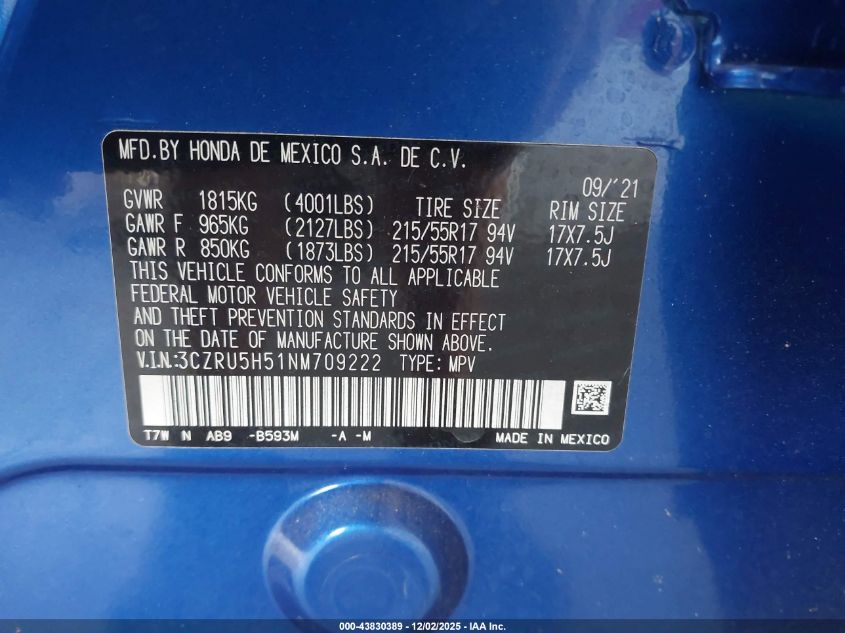 MFD.BY HONDA DE MEXICO S.A. DE C.V.
09/'21
GVWR 1815KG (4001LBS) TIRE SIZE RIM SIZE
GAWR F 965KG (2127LBS) 215/55R17 94V 17X7.5J
GAWR R 850KG (1873LBS) 215/55R17 94V 17X7.5J
THIS VEHICLE CONFORMS TO ALL APPLICABLE
FEDERAL MOTOR VEHICLE SAFETY
AND THEFT PREVENTION STANDARDS IN EFFECT
ON THE DATE OF MANUFACTURE SHOWN ABOVE.
V.I.N:3CZRU5H51NM709222 TYPE: MPV
T7W N AB9 -B593M -A -M MADE IN MEXICO
000-43830389 - 12/02/2025 - IAA Inc.